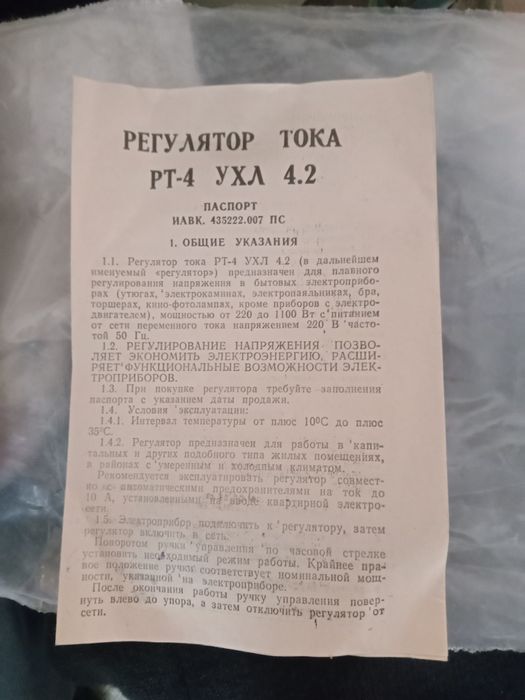 РЕГУЛЯТОР ТОКА
РТ-4 УХЛ 4.2
ПАСПОРТ
ИАВК. 435222.007 ПС
1. ОБЩИЕ УКАЗАНИЯ
1.1. Регулятор тока РТ-4 УХЛ 4.2 (в дальнейшем
именуемый «регулятор») предназначен для плавного
регулирования напряжения в бытовых электроприбо-
рах (утюгах, электрокаминах, электропаяльниках, бра,
торшерах, кино-фотолампах, кроме приборов с электро-
двигателем), мощностью от 220 до 1100 Вт с питанием
от сети переменного тока напряжением 220 В часто-
той 50 Гц.
1.2. РЕГУЛИРОВАНИЕ НАПРЯЖЕНИЯ ПОЗВО-
ЛЯЕТ ЭКОНОМИТЬ ЭЛЕКТРОЭНЕРГИЮ, РАСШИ-
РЯЕТ ФУНКЦИОНАЛЬНЫЕ ВОЗМОЖНОСТИ ЭЛЕК-
ТРОПРИБОРОВ.
1.3. При покупке регулятора требуйте заполнения
паспорта с указанием даты продажи.
1.4. Условия эксплуатации:
1.4.1. Интервал температуры от плюс 10°С до плюс
35°С.
1.4.2. Регулятор предназначен для работы в капи-
тальных и других подобного типа жилых помещениях,
в районах с умеренным и холодным климатом.
Рекомендуется эксплуатировать регулятор совмест-
но с автоматическими предохранителями на ток до
10 А, установленными на вводе квартирной электро-
сети.
1.5. Электроприбор подключить к регулятору, затем
регулятор включить в сеть.
Поворотом ручки управления по часовой стрелке
установить необходимый режим работы. Крайнее пра-
вое положение ручки соответствует номинальной мощ-
ности, указанной на электроприборе.
После окончания работы ручку управления повер-
нуть влево до упора, а затем отключить регулятор от
сети.